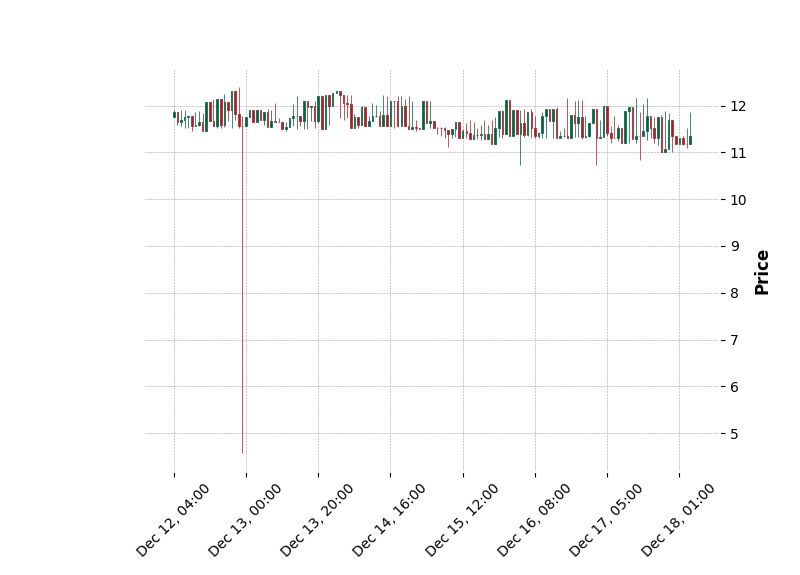 12
11
10
9
8
7
6
5
Price
Dec 12, 04:00
Dec 13, 00:00
Dec 13, 20:00
Dec 14, 16:00
Dec 15, 12:00
Dec 16, 08:00
Dec 17, 05:00
Dec 18, 01:00